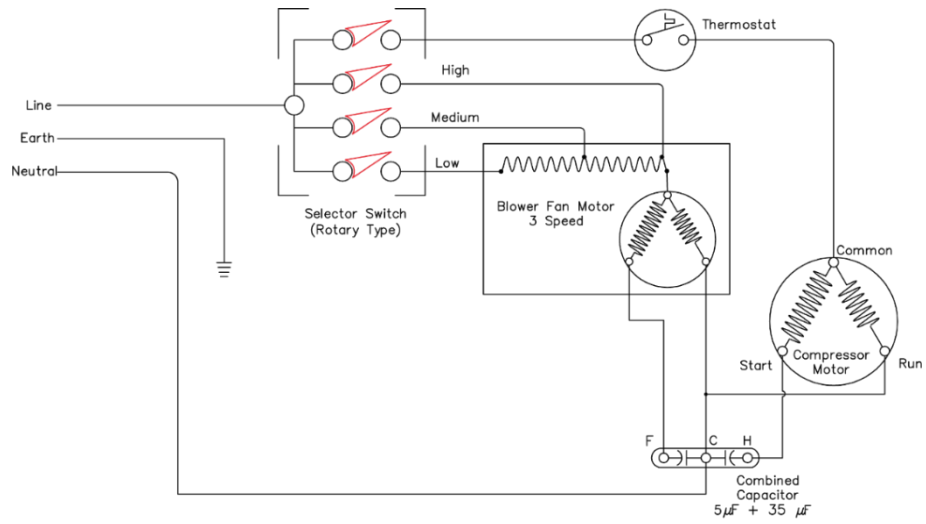 Thermostat
High
Line
Medium
Earth
Neutral
Low
Selector Switch
(Rotary Type)
Blower Fan Motor
3 Speed
Common
Start
Compressor
Motor
Run
F
C
H
Combined
Capacitor
5µF + 35 µF